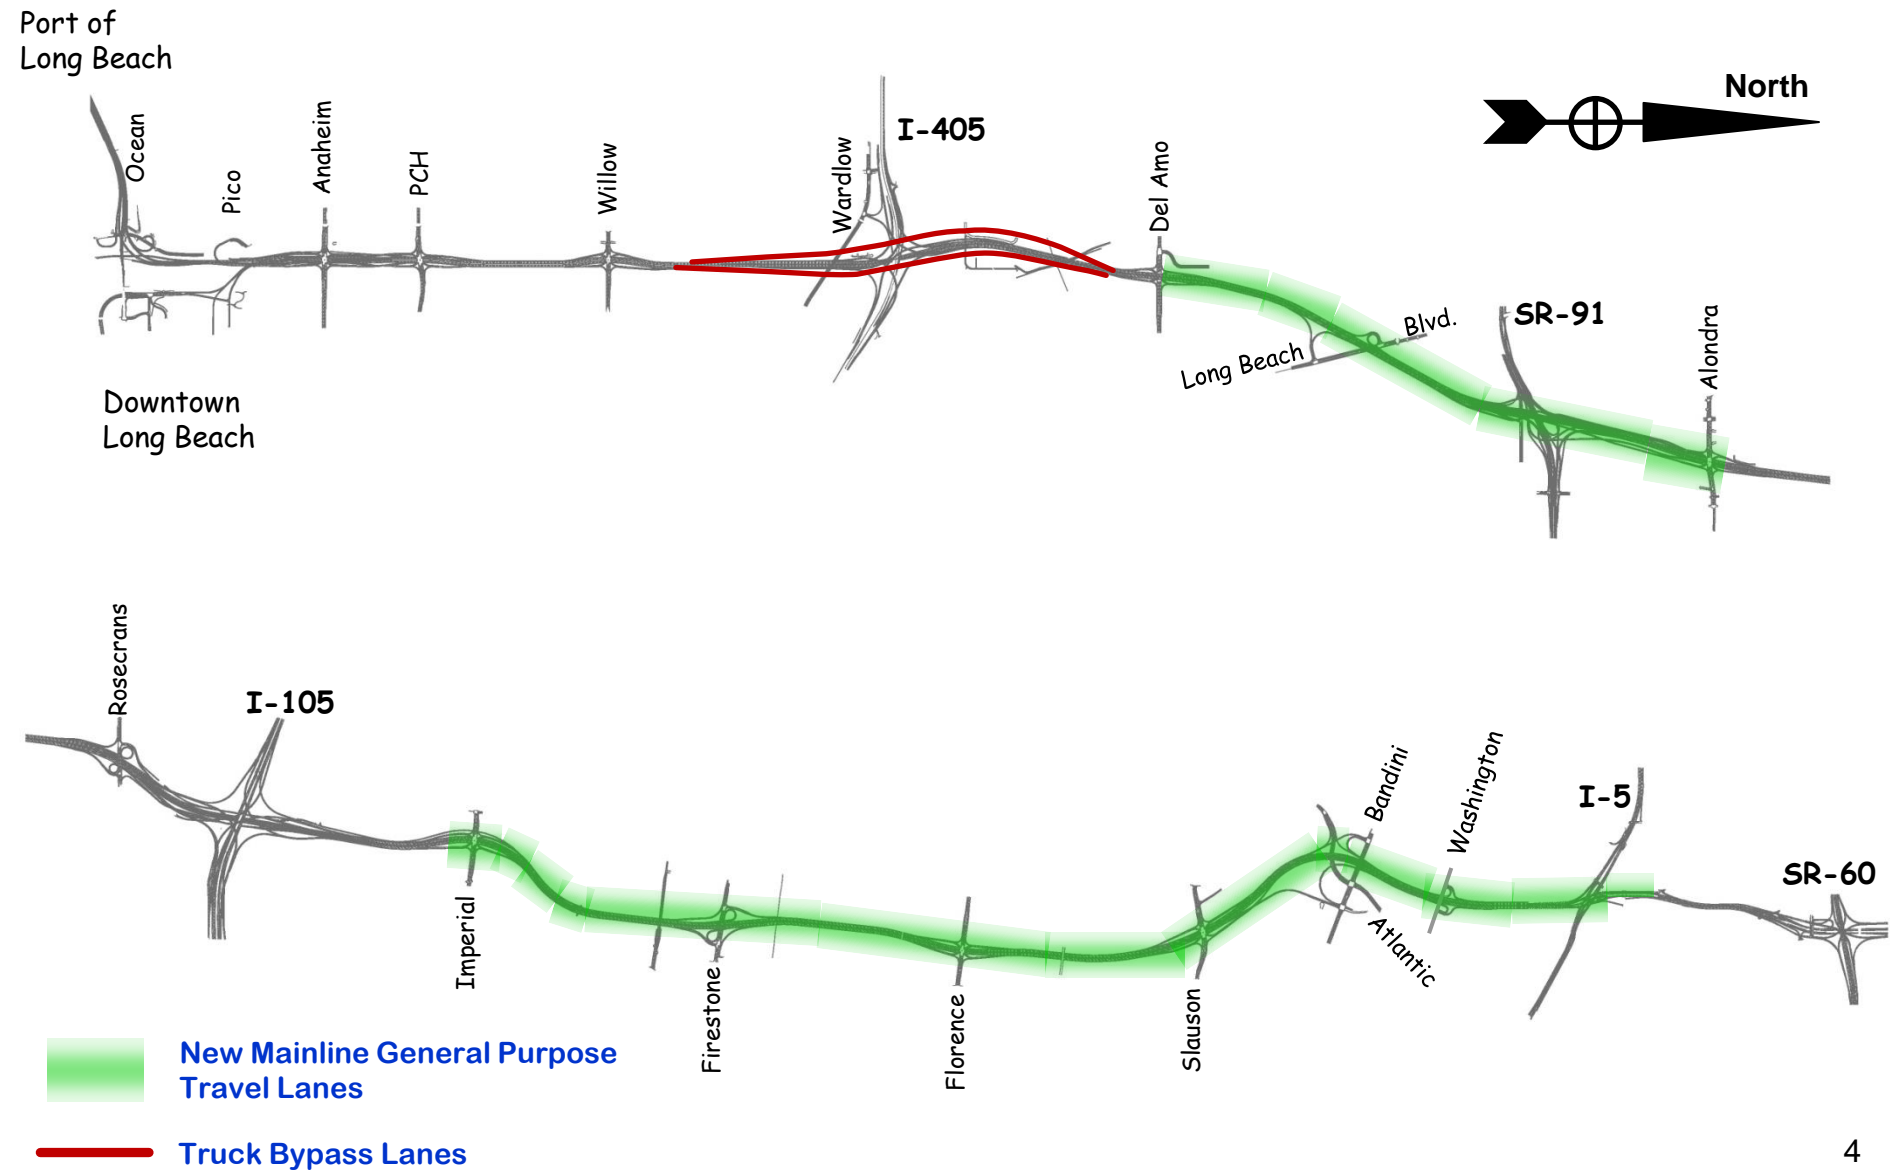 Port of
Long Beach
Ocean
Pico
Anaheim
PCH
Willow
Wardlow
I-405
Del Amo
North
Long Beach Blvd.
SR-91
Alondra
Downtown
Long Beach
Rosecrans
I-105
Imperial
Firestone
Florence
Slauson
Bandini
Atlantic
Washington
I-5
SR-60
New Mainline General Purpose
Travel Lanes
Truck Bypass Lanes
4